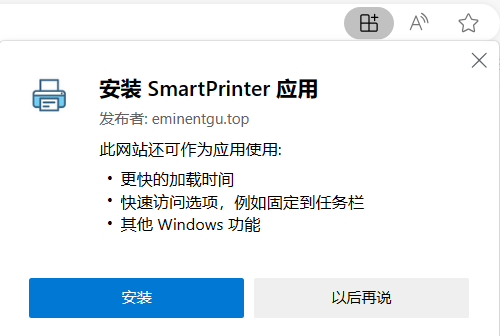 安装 SmartPrinter 应用
发布者: eminentgu.top
此网站还可作为应用使用:
• 更快的加载时间
• 快速访问选项，例如固定到任务栏
• 其他 Windows 功能
安装
以后再说